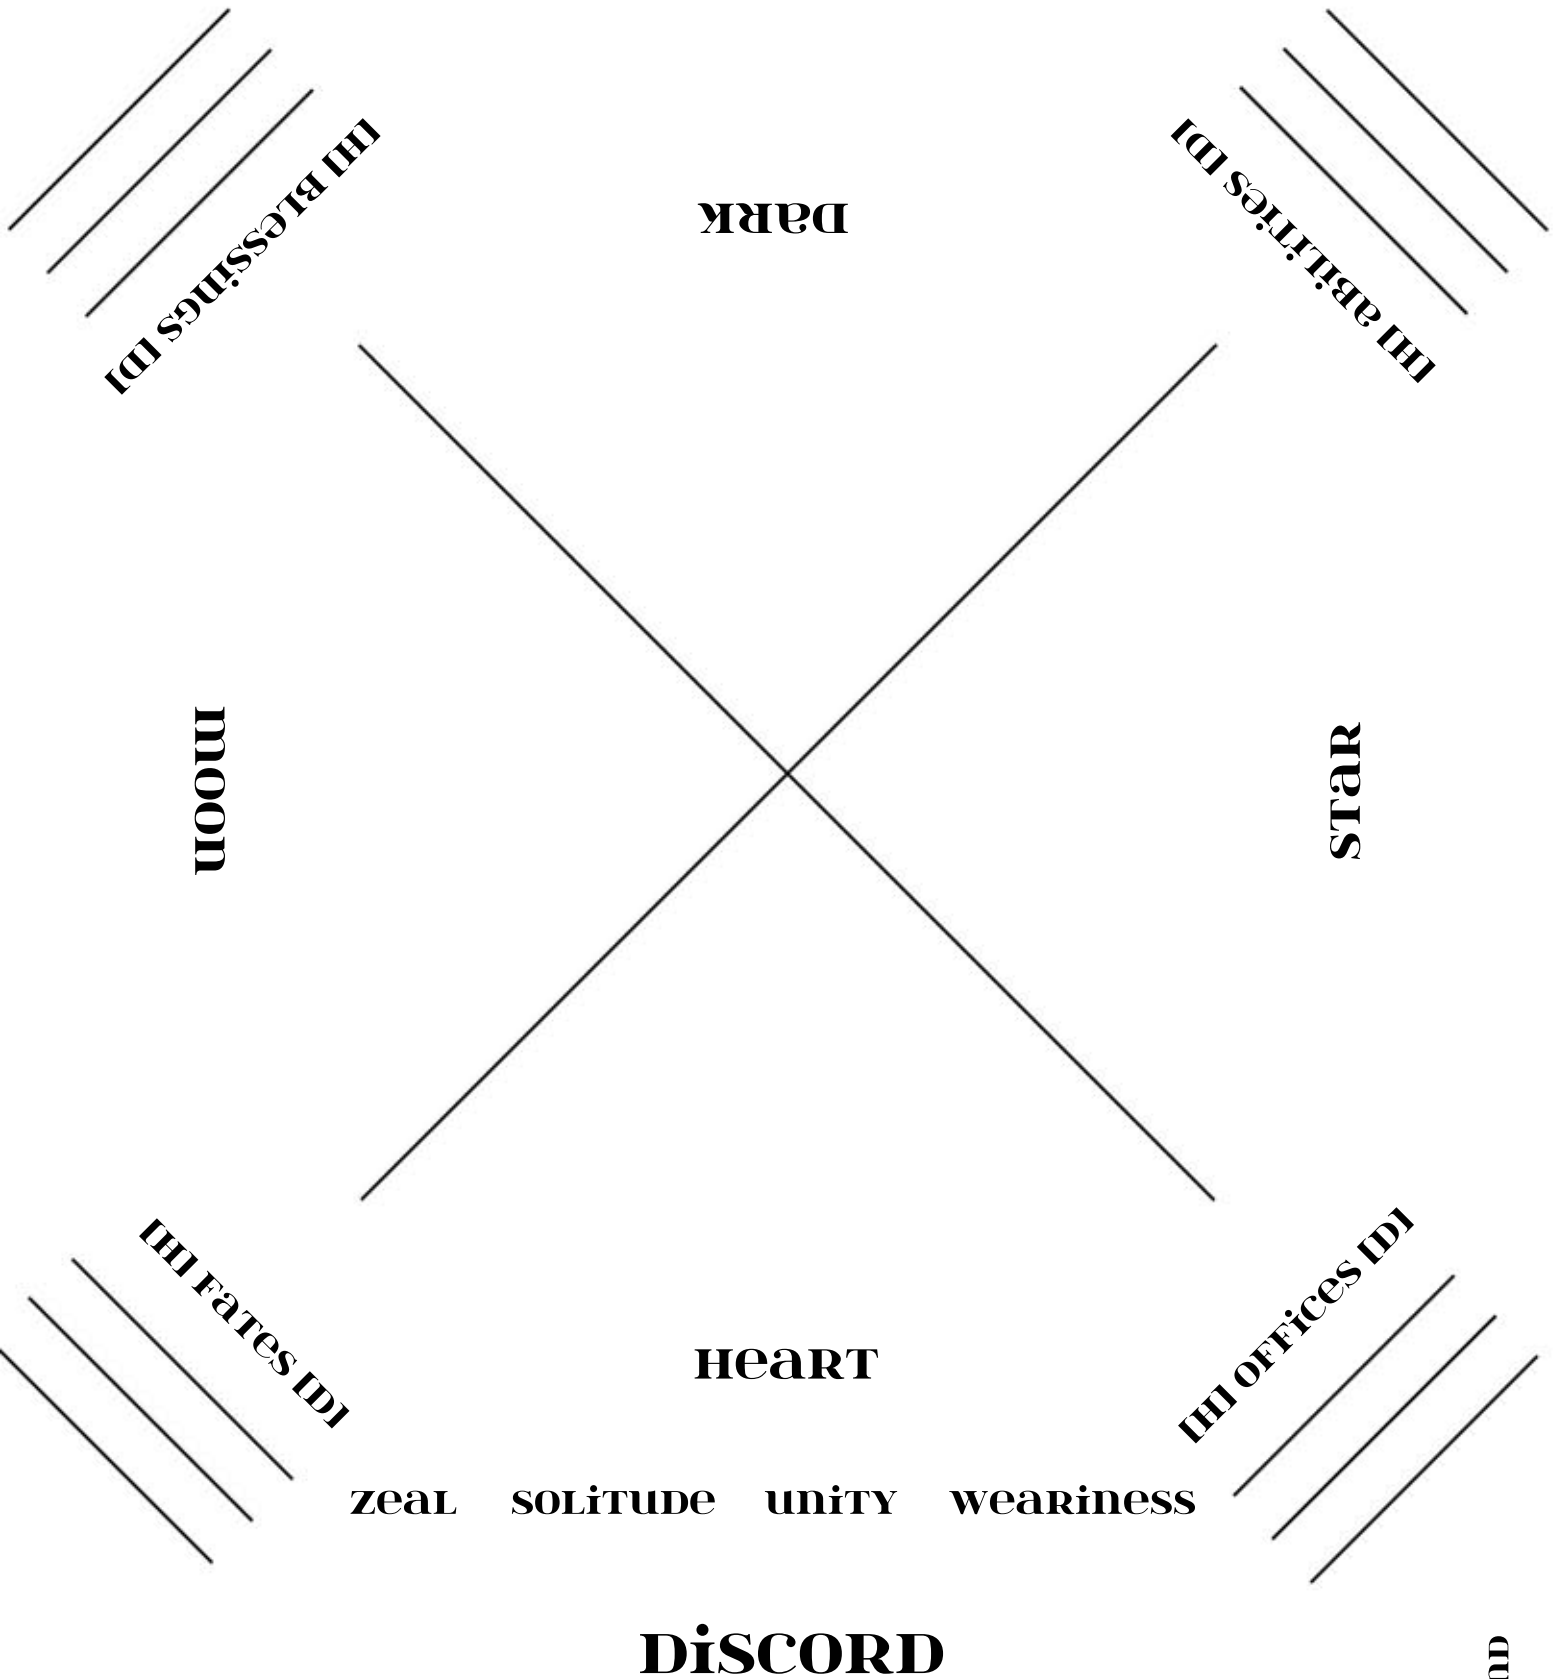 [H] Blessings [D]
Dark
[H] abilities [D]
moon
STaR
[H] Fates [D]
HeaRT
[H] OFFices [D]
zeaL SOLiTUDe uniTY weaRiness
DiSCORD